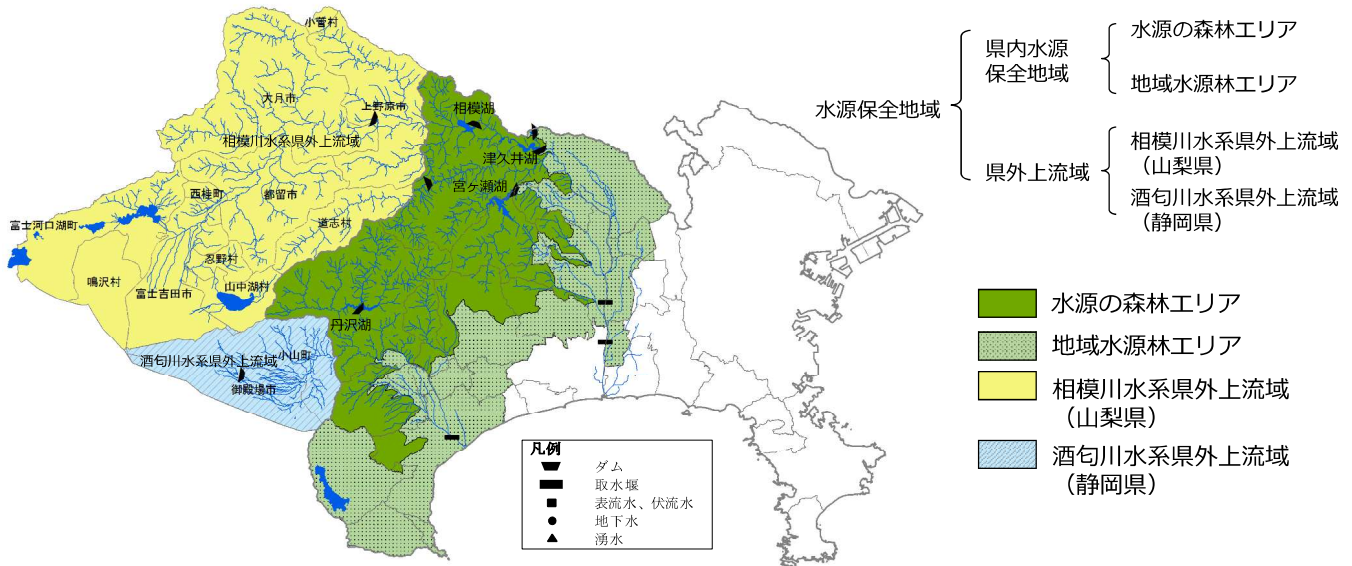 小菅村
大月市
上野原市
相模川水系県外上流域
西桂町
都留市
道志村
富士河口湖町
忍野村
鳴沢村
富士吉田市
山中湖村
相模湖
津久井湖
宮ヶ瀬湖
丹沢湖
酒匂川水系県外上流域
小山町
御殿場市
凡例
ダム
取水堰
表流水、伏流水
地下水
湧水
水源保全地域
県内水源
保全地域
水源の森林エリア
地域水源林エリア
県外上流域
相模川水系県外上流域
（山梨県）
酒匂川水系県外上流域
（静岡県）
水源の森林エリア
地域水源林エリア
相模川水系県外上流域
（山梨県）
酒匂川水系県外上流域
（静岡県）